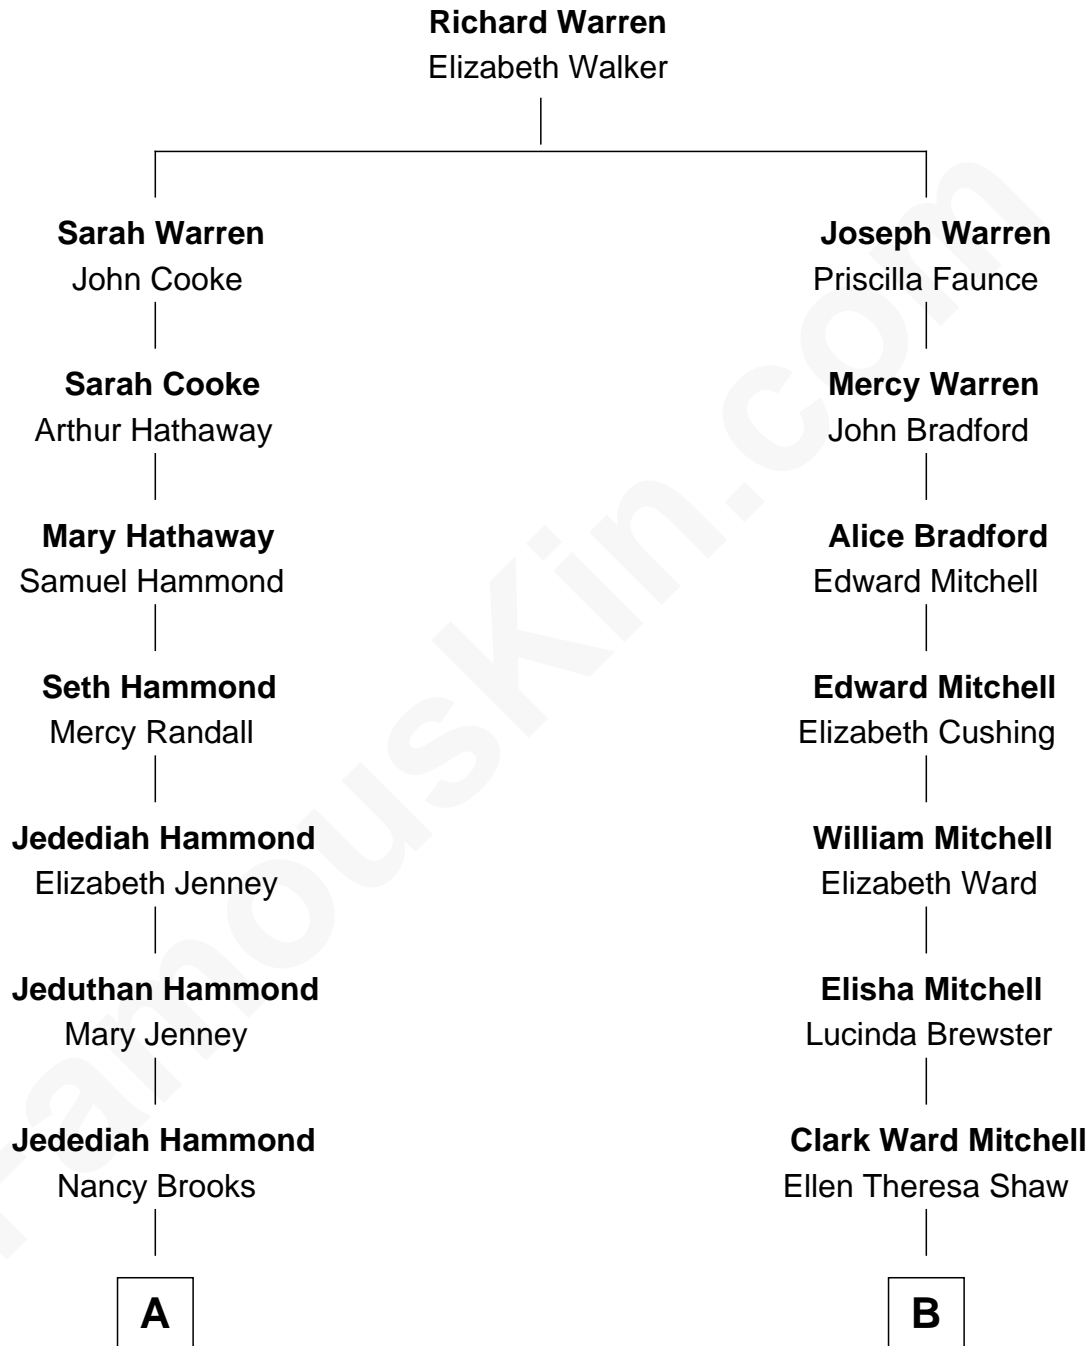 Richard Warren
Elizabeth Walker
Sarah Warren
John Cooke
Joseph Warren
Priscilla Faunce
Sarah Cooke
Arthur Hathaway
Mercy Warren
John Bradford
Mary Hathaway
Samuel Hammond
Alice Bradford
Edward Mitchell
Seth Hammond
Mercy Randall
Edward Mitchell
Elizabeth Cushing
Jedediah Hammond
Elizabeth Jenney
William Mitchell
Elizabeth Ward
Jeduthan Hammond
Mary Jenney
Elisha Mitchell
Lucinda Brewster
Jedediah Hammond
Nancy Brooks
Clark Ward Mitchell
Ellen Theresa Shaw
A
B
FamousKin.com